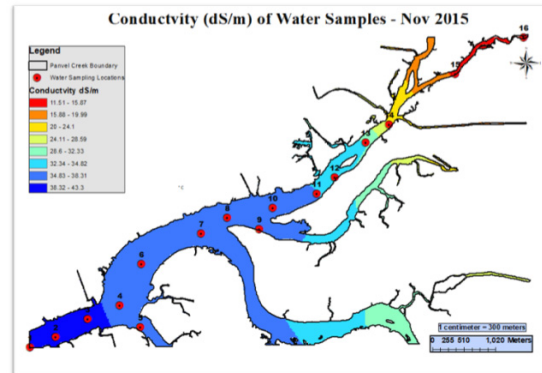 Conductvity (dS/m) of Water Samples - Nov 2015
Legend
Panvel Creek Boundary
Water Sampling Locations
Conductivity dS/m
11.51 - 15.87
15.88 - 19.99
20 - 24.1
24.11 - 28.59
28.6 - 32.33
32.34 - 34.82
34.83 - 38.31
38.32 - 43.3
16
15
13
12
11
10
9
8
7
6
4
5
3
2
1 centimeter = 300 meters
0 255 510 1,020 Meters